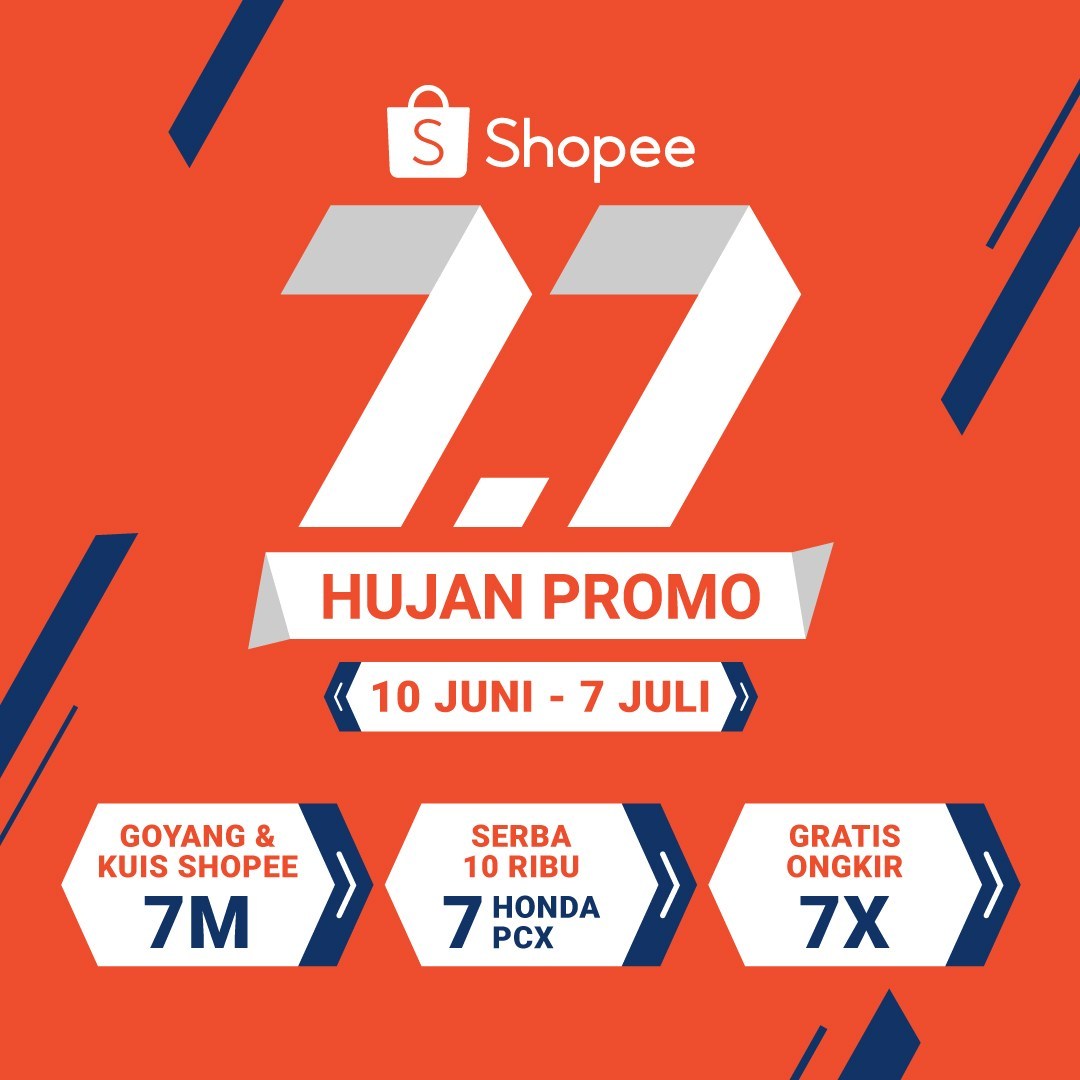 S Shopee
7.7
HUJAN PROMO
10 JUNI - 7 JULI
GOYANG &
KUIS SHOPEE
7M
SERBA
10 RIBU
7 HONDA
PCX
GRATIS
ONGKIR
7X